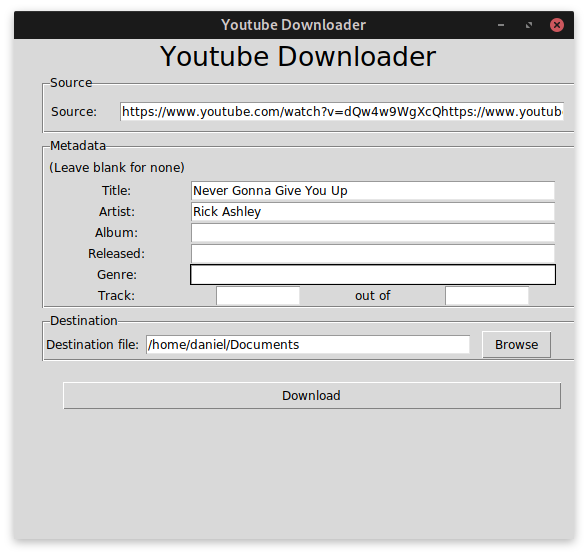 Youtube Downloader
Youtube Downloader
Source
Source: https://www.youtube.com/watch?v=dQw4w9WgXcQhttps://www.youtub
Metadata
(Leave blank for none)
Title: Never Gonna Give You Up
Artist: Rick Ashley
Album:
Released:
Genre:
Track: out of
Destination
Destination file: /home/daniel/Documents Browse
Download